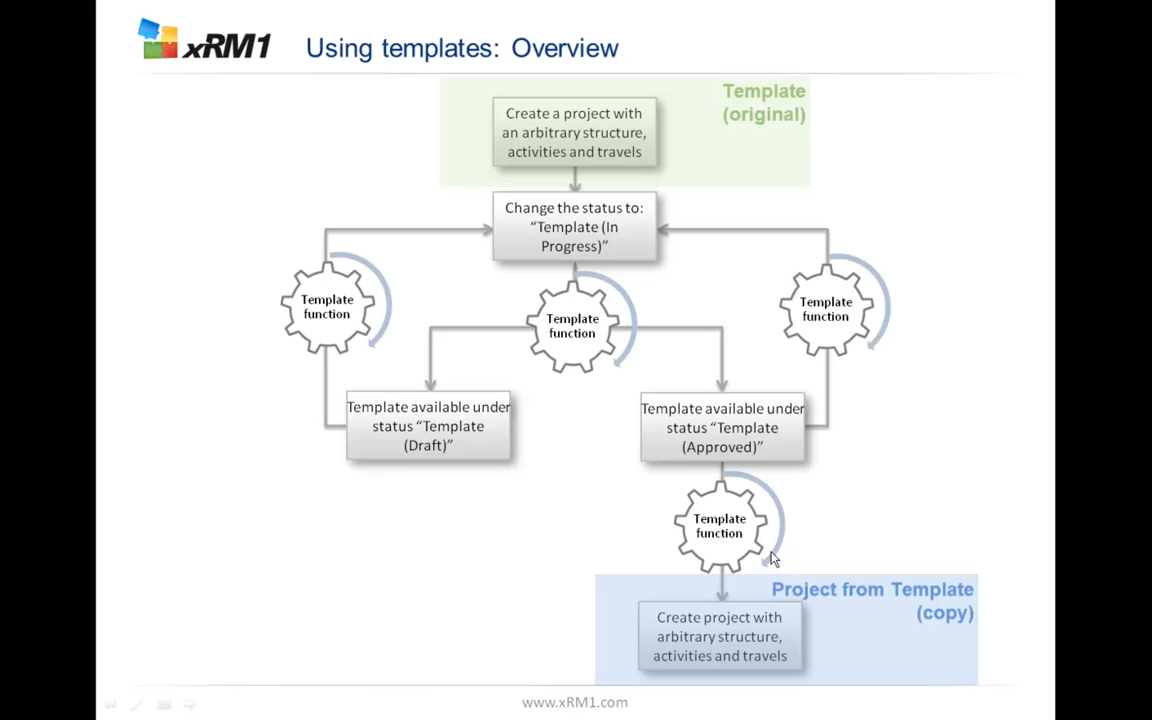 xRM1
Using templates: Overview
Template
(original)
Create a project with
an arbitrary structure,
activities and travels
Change the status to:
“Template (In
Progress)”
Template
function
Template
function
Template
function
Template available under
status “Template
(Draft)”
Template available under
status “Template
(Approved)”
Template
function
Project from Template
(copy)
Create project with
arbitrary structure,
activities and travels
www.xRM1.com